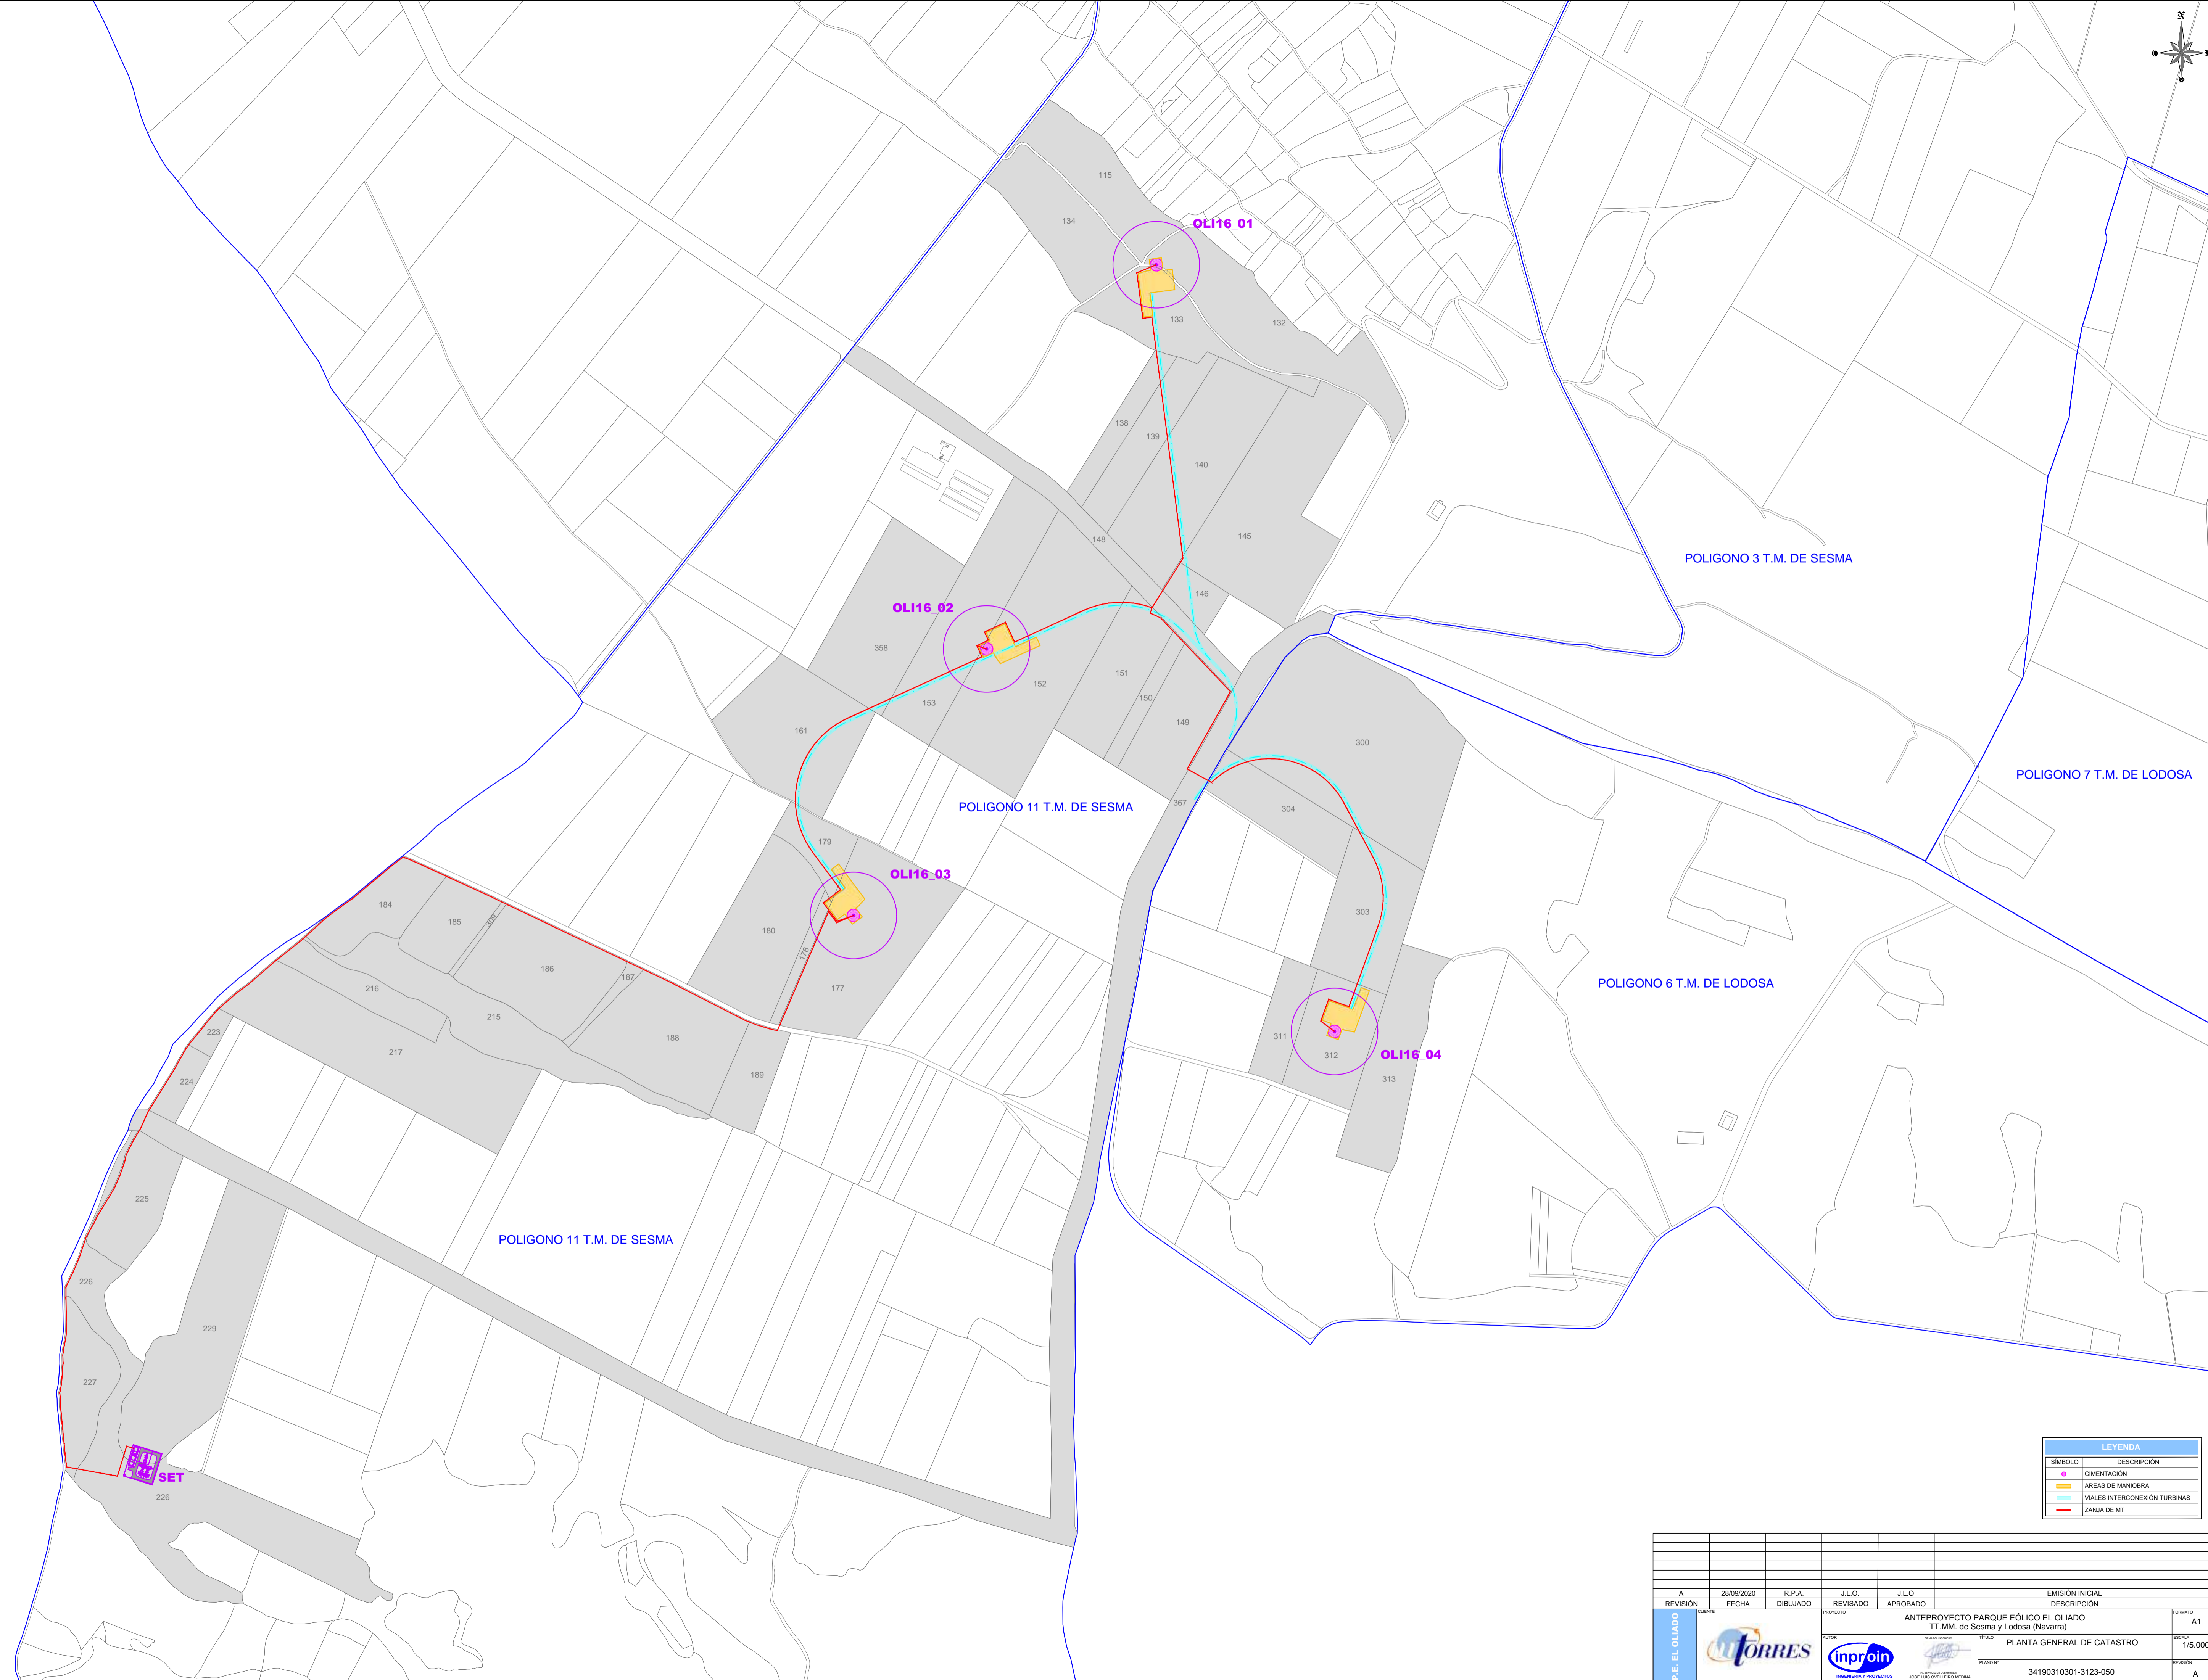 N
115
134
OLI16_01
133
132
138
139
140
145
148
146
OLI16_02
358
152
151
150
153
149
161
300
POLIGONO 3 T.M. DE SESMA
POLIGONO 7 T.M. DE LODOSA
POLIGONO 11 T.M. DE SESMA
367
304
179
OLI16_03
303
184
185
309
180
178
186
187
177
216
215
POLIGONO 6 T.M. DE LODOSA
223
188
311
312
OLI16_04
217
224
189
313
225
POLIGONO 11 T.M. DE SESMA
226
229
227
SET
226
LEYENDA
SÍMBOLO DESCRIPCIÓN
CIMENTACIÓN
AREAS DE MANIOBRA
VIALES INTERCONEXIÓN TURBINAS
ZANJA DE MT
A 28/09/2020 R.P.A. J.L.O. J.L.O EMISIÓN INICIAL
REVISIÓN FECHA DIBUJADO REVISADO APROBADO DESCRIPCIÓN
P.E. EL OLIADO
CLIENTE
MTORRES
PROYECTO
ANTEPROYECTO PARQUE EÓLICO EL OLIADO
TT.MM. de Sesma y Lodosa (Navarra)
FORMATO
A1
AUTOR
inproin
INGENIERIA Y PROYECTOS
JOSE LUIS OVELLEIRO MEDINA
TÍTULO
PLANTA GENERAL DE CATASTRO
ESCALA
1/5.000
PLANO Nº
34190310301-3123-050
REVISIÓN
A